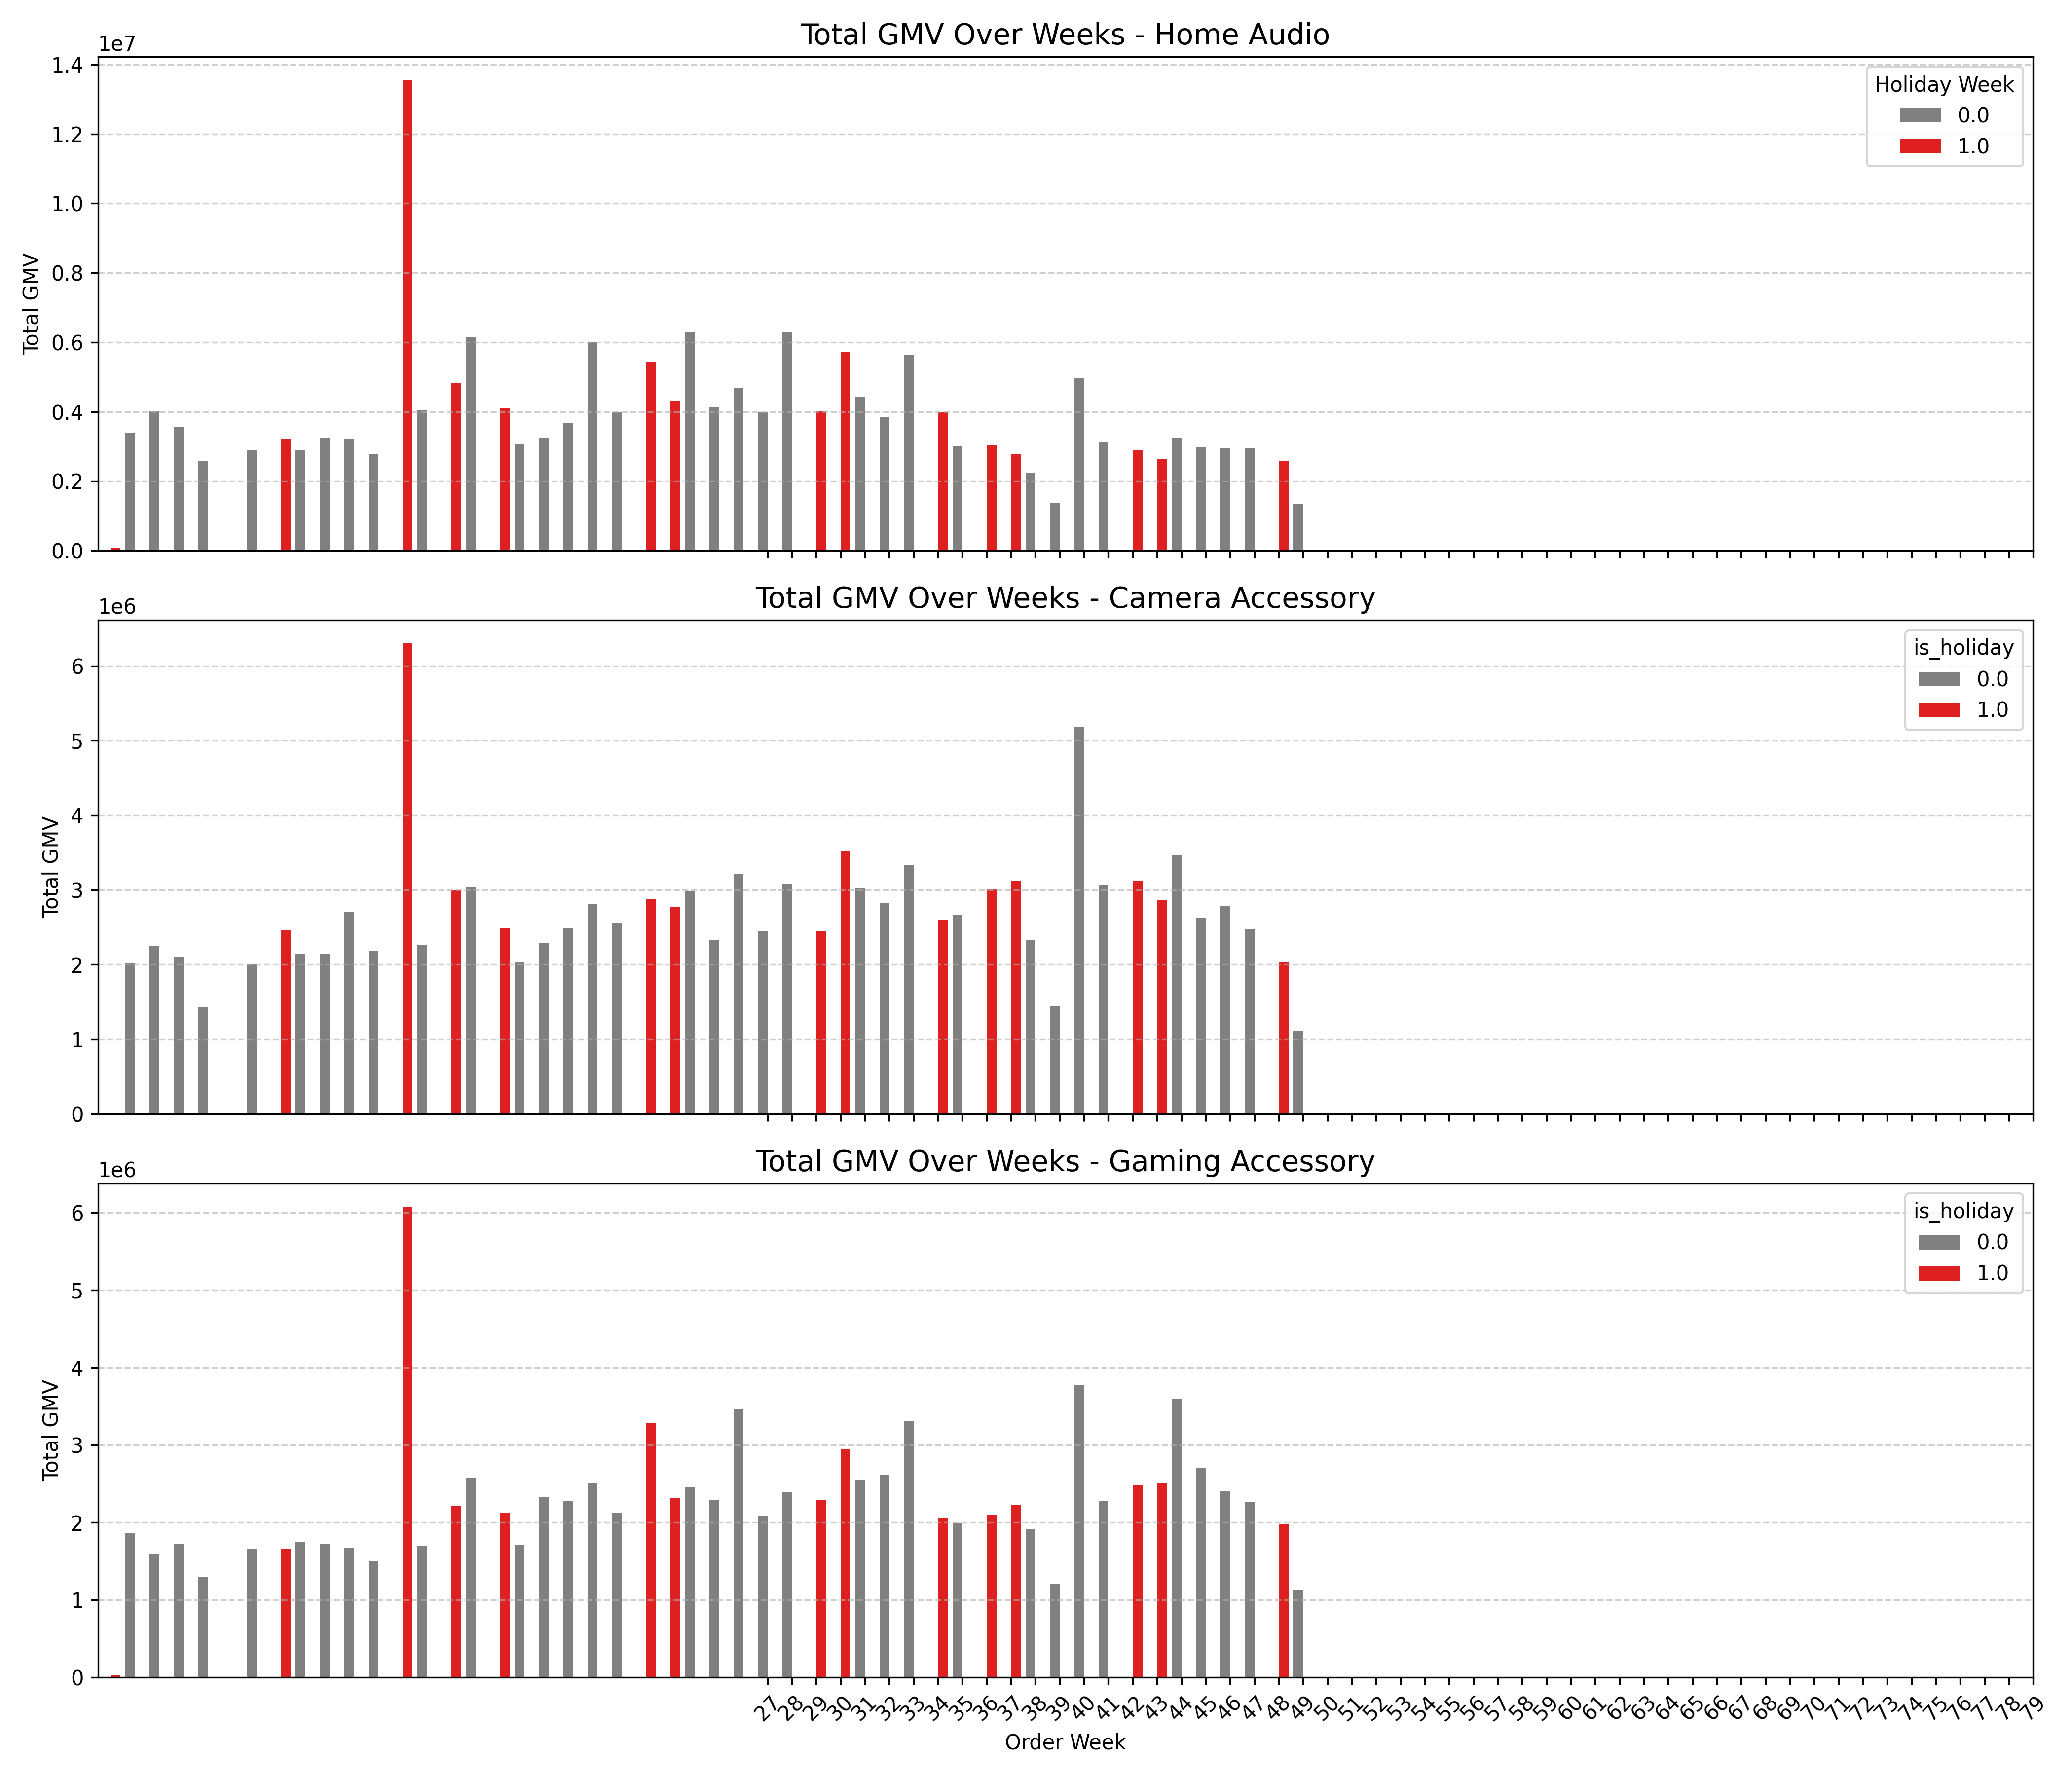 Total GMV Over Weeks - Home Audio
1e7
Total GMV
1.4
1.2
1.0
0.8
0.6
0.4
0.2
0.0
Holiday Week
0.0
1.0
Total GMV Over Weeks - Camera Accessory
1e6
Total GMV
6
5
4
3
2
1
0
is_holiday
0.0
1.0
Total GMV Over Weeks - Gaming Accessory
1e6
Total GMV
6
5
4
3
2
1
0
is_holiday
0.0
1.0
27 28 29 30 31 32 33 34 35 36 37 38 39 40 41 42 43 44 45 46 47 48 49 50 51 52 53 54 55 56 57 58 59 60 61 62 63 64 65 66 67 68 69 70 71 72 73 74 75 76 77 78 79
Order Week